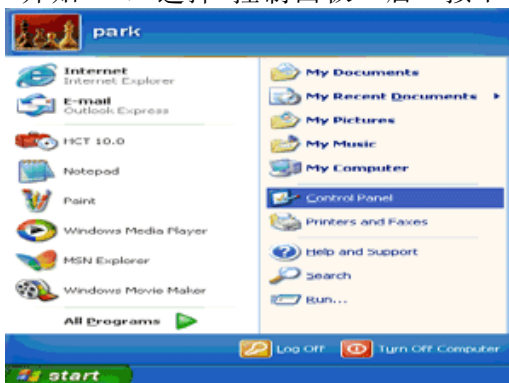 park
Internet
Internet Explorer
E-mail
Outlook Express
HCT 10.0
Notepad
Paint
Windows Media Player
MSN Explorer
Windows Movie Maker
All Programs
My Documents
My Recent Documents
My Pictures
My Music
My Computer
Control Panel
Printers and Faxes
Help and Support
Search
Run...
Log Off
Turn Off Computer
start